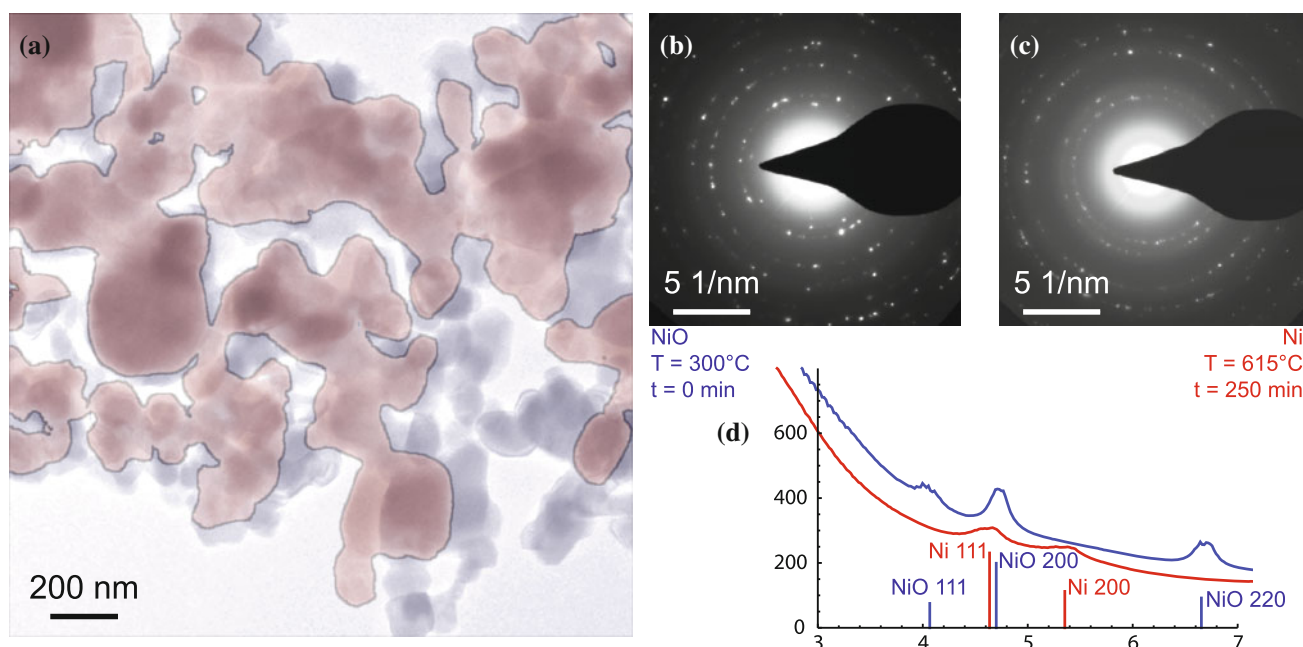 (a)
200 nm
(b)
5 1/nm
(c)
5 1/nm
NiO
T = 300°C
t = 0 min
Ni
T = 615°C
t = 250 min
(d)
600
400
200
0
Ni 111
NiO 200
NiO 111
Ni 200
NiO 220
3 4 5 6 7